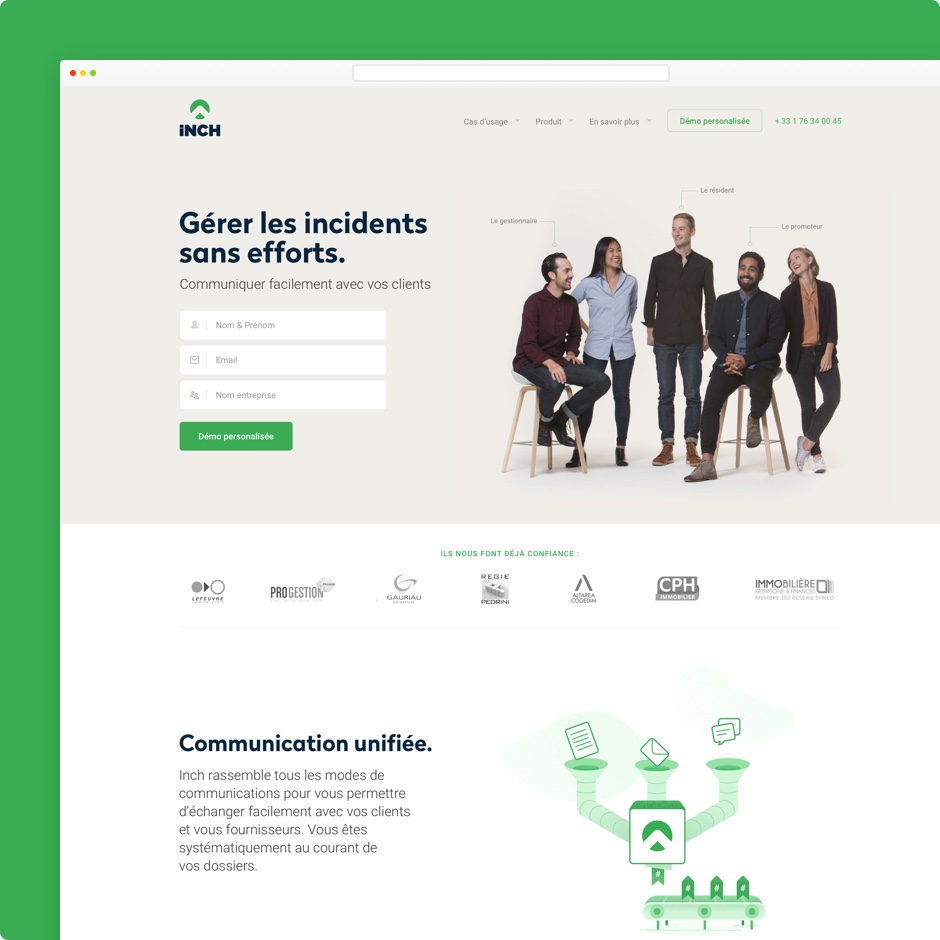 iNCH
Cas d'usage
Produit
En savoir plus
Démo personalisée
+ 33 1 76 34 00 45
Le résident
Le gestionnaire
Le promoteur
Gérer les incidents
sans efforts.
Communiquer facilement avec vos clients
Nom & Prénom
Email
Nom entreprise
Démo personalisée
ILS NOUS FONT DÉJÀ CONFIANCE :
LEFEUVRE
PROGESTION
GAURIAU
REGIE
PEDRINI
ALTAREA
COGEDIM
CPH
IMMOBILIER
IMMOBILIÈRE
PATRIMOINE & FINANCES
MEMBRE DU RESEAU SYNEO
Communication unifiée.
Inch rassemble tous les modes de
communications pour vous permettre
d'échanger facilement avec vos clients
et vous fournisseurs. Vous êtes
systématiquement au courant de
vos dossiers.
#
# # #